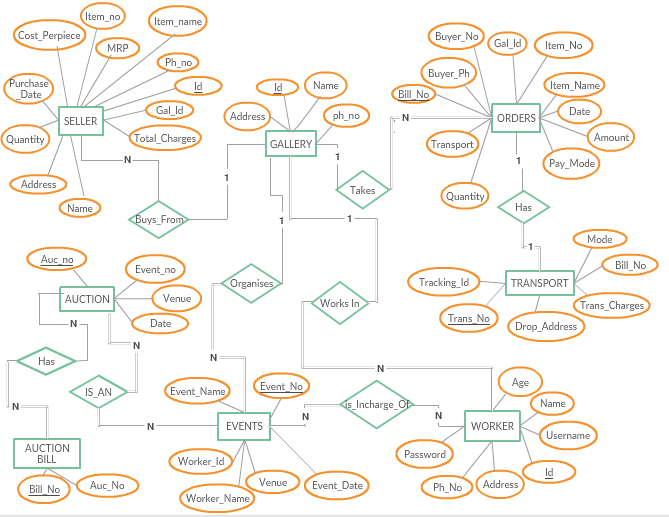 Item_no
Item_name
Cost_Perpiece
MRP
Ph_no
Purchase
_Date
Id
Gal_Id
SELLER
Quantity
Total_Charges
Address
Name
N
Buys_From
1
Id
Name
Address
ph_no
GALLERY
1
Takes
N
Buyer_No
Gal_Id
Item_No
Buyer_Ph
Bill_No
Item_Name
Date
ORDERS
Transport
Amount
Pay_Mode
Quantity
1
Has
1
Mode
Bill_No
Tracking_Id
TRANSPORT
Trans_No
Trans_Charges
Drop_Address
1
1
Organises
Works In
N
N
Auc_no
Event_no
AUCTION
Venue
Date
N
Has
N
N
IS_AN
N
AUCTION
BILL
Bill_No
Auc_No
Event_Name
Event_No
EVENTS
Worker_Id
Worker_Name
Venue
Event_Date
N
is_Incharge_Of
N
Age
Name
WORKER
Username
Password
Id
Ph_No
Address